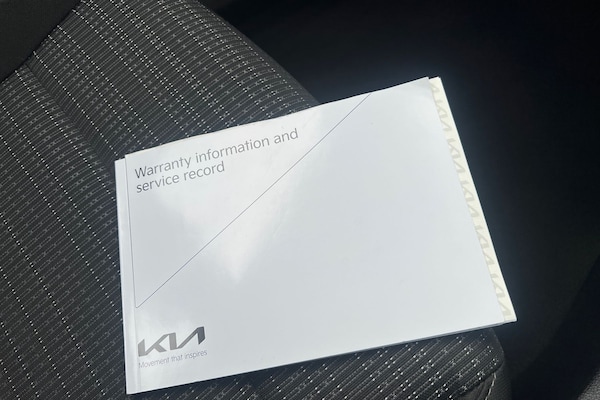 Warranty information and
service record
KIA
Movement that inspires